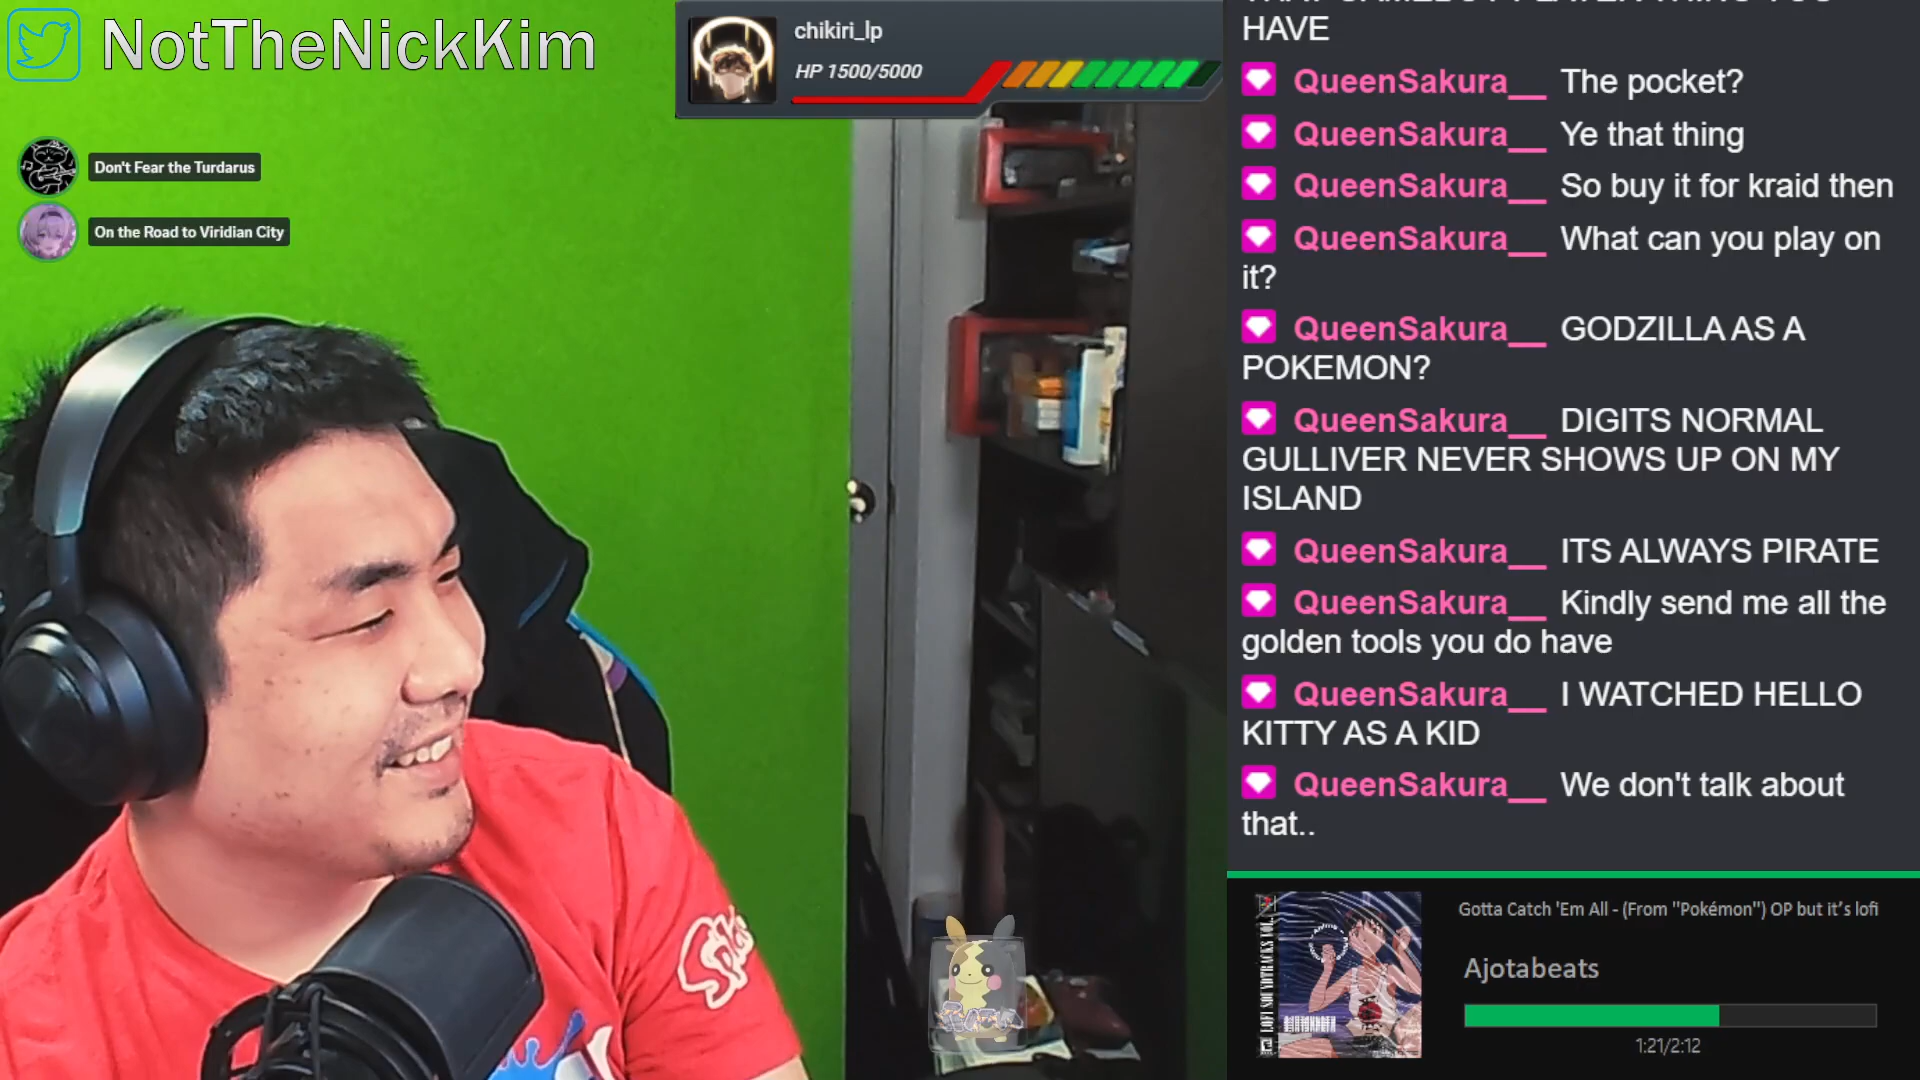 NotTheNickKim
chikiri_lp
HP 1500/5000
Don't Fear the Turdarus
On the Road to Viridian City
HAVE
QueenSakura__ The pocket?
QueenSakura__ Ye that thing
QueenSakura__ So buy it for kraid then
QueenSakura__ What can you play on
it?
QueenSakura__ GODZILLA AS A
POKEMON?
QueenSakura__ DIGITS NORMAL
GULLIVER NEVER SHOWS UP ON MY
ISLAND
QueenSakura__ ITS ALWAYS PIRATE
QueenSakura__ Kindly send me all the
golden tools you do have
QueenSakura__ I WATCHED HELLO
KITTY AS A KID
QueenSakura__ We don't talk about
that..
LOFI SOUNDTRACKS VOL.
Gotta Catch 'Em All - (From "Pokémon") OP but it’s lofi
Ajotabeats
1:21/2:12